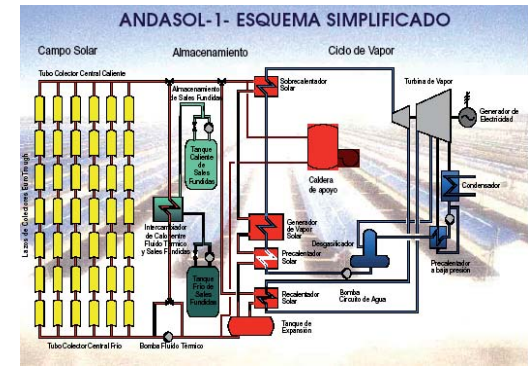 ANDASOL-1- ESQUEMA SIMPLIFICADO
Campo Solar
Almacenamiento
Ciclo de Vapor
Tubo Colector Central Caliente
Almacenamiento
de Sales Fundidas
Sobrecalentador
Solar
Turbina de Vapor
Generador de
Electricidad
Lazos de Colectores EuroTrough
Tanque
Caliente
de
Sales
Fundidas
Caldera
de apoyo
Condensador
Intercambiador
de Calor entre
Fluido Térmico
y Sales Fundidas
Generador
de Vapor
Solar
Desgasificador
Precalentador
Solar
Precalentador
a baja presión
Tanque
Frío de
Sales
Fundidas
Recalentador
Solar
Bomba
Circuito de Agua
Tanque de
Expansión
Tubo Colector Central Frío
Bomba Fluido Térmico